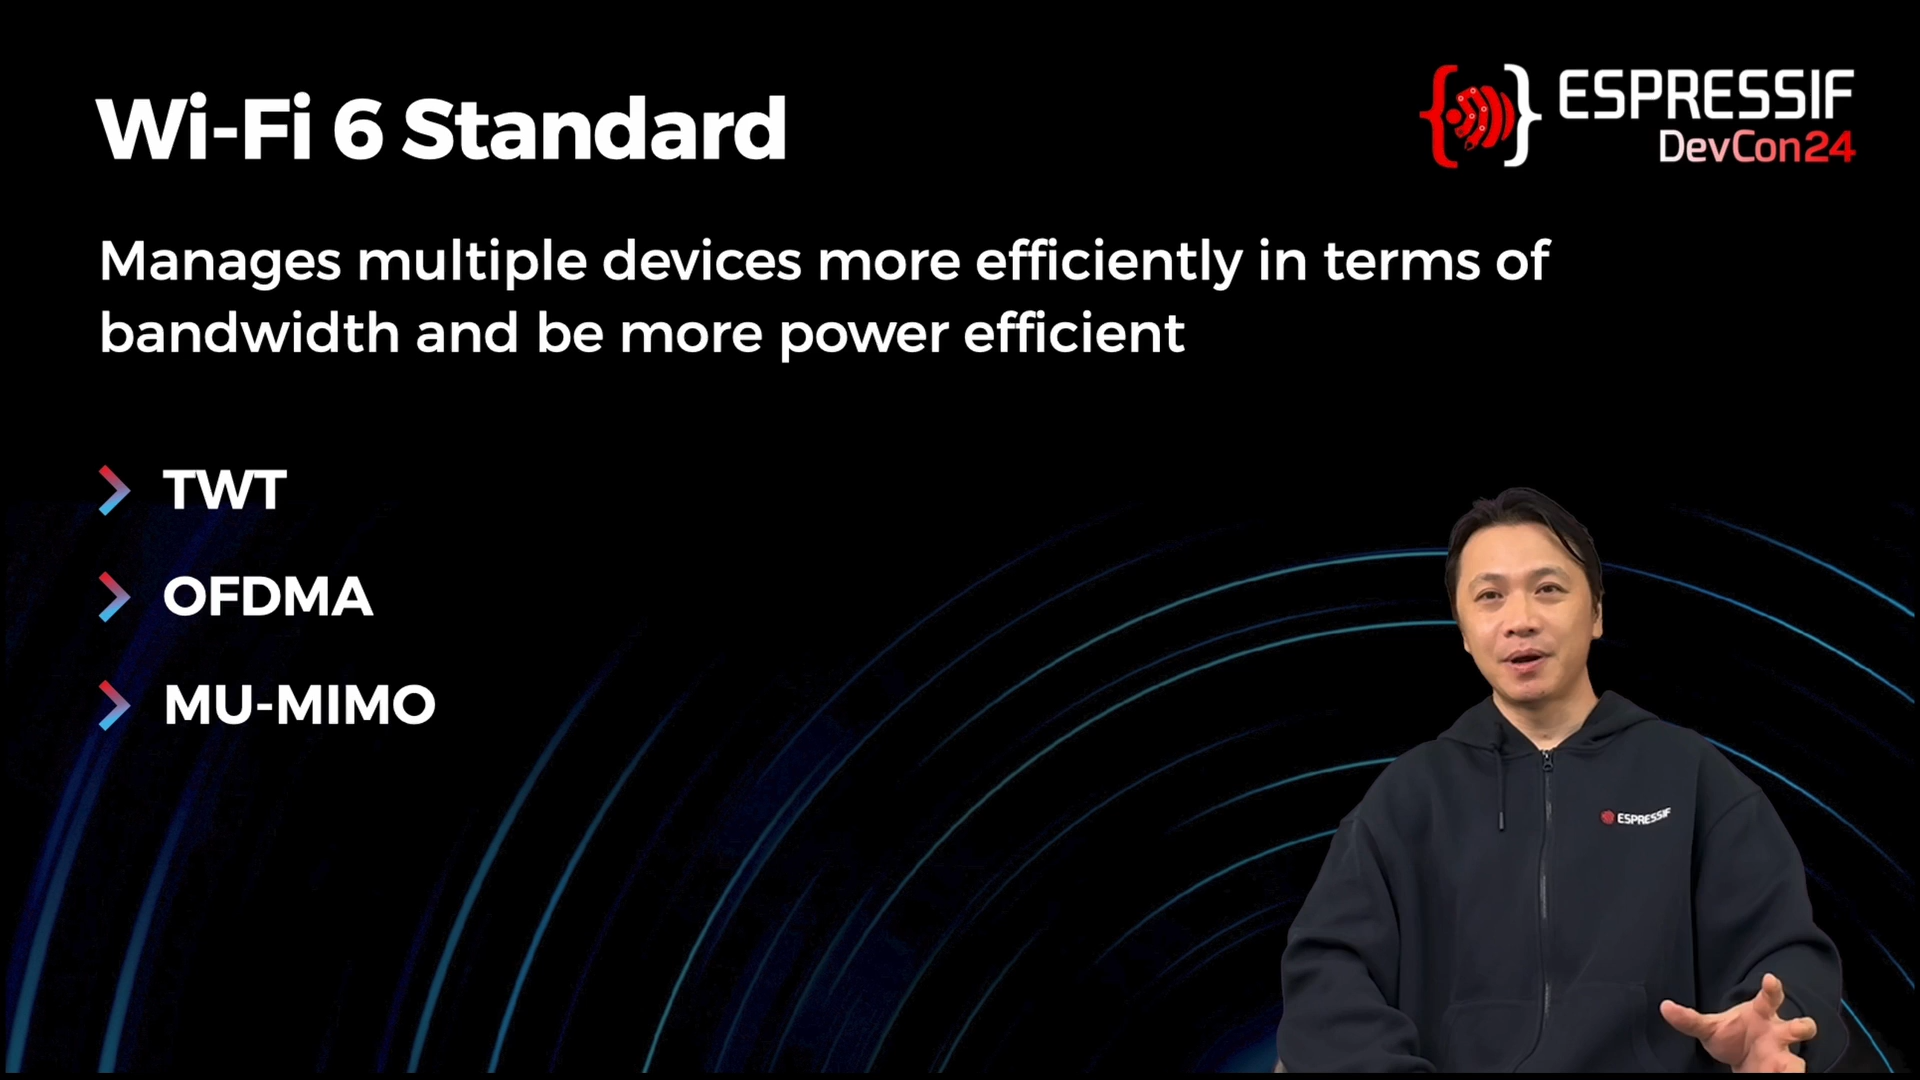 Wi-Fi 6 Standard
ESPRESSIF
DevCon24
Manages multiple devices more efficiently in terms of
bandwidth and be more power efficient
TWT
OFDMA
MU-MIMO
ESPRESSIF